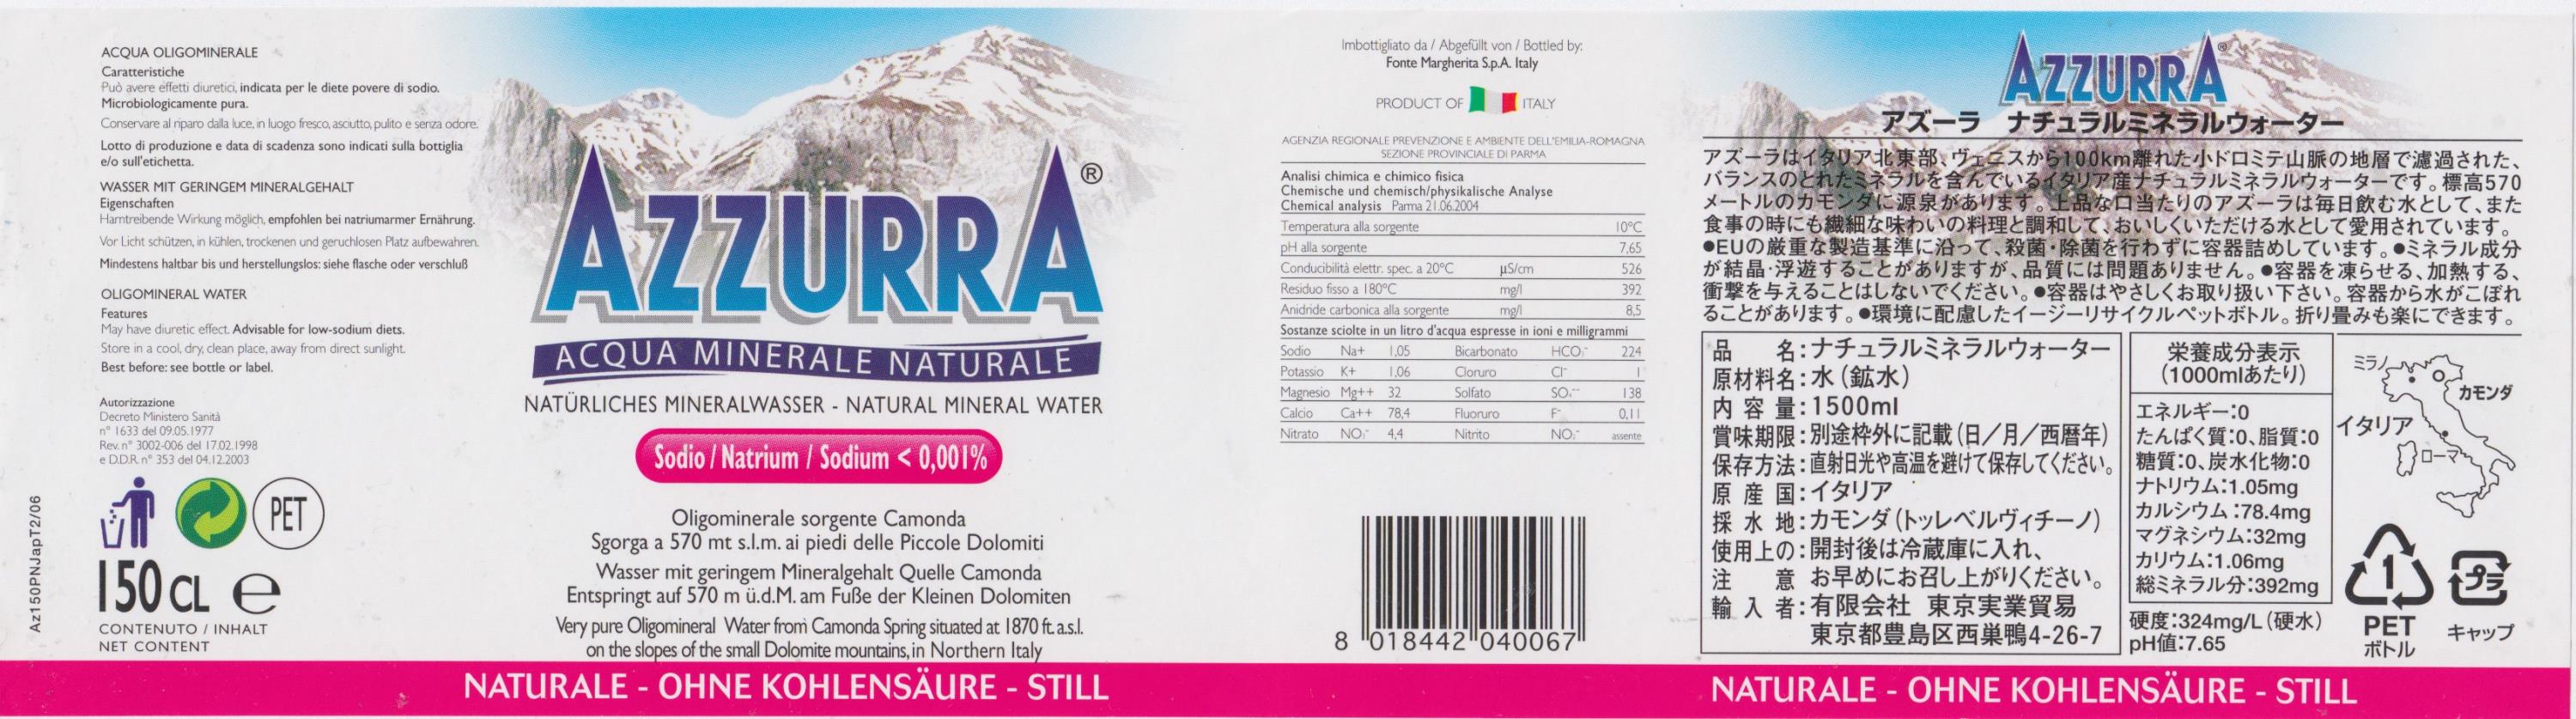 ACQUA OLIGOMINERALE
Caratteristiche
Può avere effetti diuretici, indicata per le diete povere di sodio.
Microbiologicamente pura.
Conservare al riparo dalla luce, in luogo fresco, asciutto, pulito e senza odore.
Lotto di produzione e data di scadenza sono indicati sulla bottiglia
e/o sull'etichetta.
WASSER MIT GERINGEM MINERALGEHALT
Eigenschaften
Harntreibende Wirkung möglich, empfohlen bei natriumarmer Ernährung.
Vor Licht schützen, in kühlen, trockenen und geruchlosen Platz aufbewahren.
Mindestens haltbar bis und herstellungslos: siehe flasche oder verschluß
OLIGOMINERAL WATER
Features
May have diuretic effect. Advisable for low-sodium diets.
Store in a cool, dry, clean place, away from direct sunlight.
Best before: see bottle or label.
Autorizzazione
Decreto Ministero Sanità
n° 1633 del 09.05.1977
Rev. n° 3002-006 del 17.02.1998
e D.D.R. n° 353 del 04.12.2003
PET
150 CL e
CONTENUTO / INHALT
NET CONTENT
Az150PNJapT2/06
AZZURRA®
ACQUA MINERALE NATURALE
NATÜRLICHES MINERALWASSER - NATURAL MINERAL WATER
Sodio / Natrium / Sodium < 0,001%
Oligominerale sorgente Camonda
Sgorga a 570 mt s.l.m. ai piedi delle Piccole Dolomiti
Wasser mit geringem Mineralgehalt Quelle Camonda
Entspringt auf 570 m ü.d.M. am Fuße der Kleinen Dolomiten
Very pure Oligomineral Water from Camonda Spring situated at 1870 ft. a.s.l.
on the slopes of the small Dolomite mountains, in Northern Italy
NATURALE - OHNE KOHLENSÄURE - STILL
Imbottigliato da / Abgefüllt von / Bottled by:
Fonte Margherita S.p.A. Italy
PRODUCT OF ITALY
AGENZIA REGIONALE PREVENZIONE E AMBIENTE DELL'EMILIA-ROMAGNA
SEZIONE PROVINCIALE DI PARMA
Analisi chimica e chimico fisica
Chemische und chemisch/physikalische Analyse
Chemical analysis Parma 21.06.2004
Temperatura alla sorgente 10°C
pH alla sorgente 7,65
Conducibilità elettr. spec. a 20°C µS/cm 526
Residuo fisso a 180°C mg/l 392
Anidride carbonica alla sorgente mg/l 8,5
Sostanze sciolte in un litro d'acqua espresse in ioni e milligrammi
Sodio Na+ 1,05 Bicarbonato HCO₃⁻ 224
Potassio K+ 1,06 Cloruro Cl⁻ 1
Magnesio Mg++ 32 Solfato SO₄⁻⁻ 138
Calcio Ca++ 78,4 Fluoruro F⁻ 0,11
Nitrato NO₃⁻ 4,4 Nitrito NO₂⁻ assente
8 018442 040067
AZZURRA®
アズーラ ナチュラルミネラルウォーター
アズーラはイタリア北東部、ヴェニスから100km離れた小ドロミテ山脈の地層で濾過された、
バランスのとれたミネラルを含んでいるイタリア産ナチュラルミネラルウォーターです。標高570
メートルのカモンダに源泉があります。上品な口当たりのアズーラは毎日飲む水として、また
食事の時にも繊細な味わいの料理と調和して、おいしくいただける水として愛用されています。
●EUの厳重な製造基準に沿って、殺菌・除菌を行わずに容器詰めしています。●ミネラル成分
が結晶・浮遊することがありますが、品質には問題ありません。●容器を凍らせる、加熱する、
衝撃を与えることはしないでください。●容器はやさしくお取り扱い下さい。容器から水がこぼれ
ることがあります。●環境に配慮したイージーリサイクルペットボトル。折り畳みも楽にできます。
品 名:ナチュラルミネラルウォーター
原材料名:水(鉱水)
内 容 量:1500ml
賞味期限:別途枠外に記載(日/月/西暦年)
保存方法:直射日光や高温を避けて保存してください。
原 産 国:イタリア
採 水 地:カモンダ(トッレベルヴィチーノ)
使用上の:開封後は冷蔵庫に入れ、
注 意 お早めにお召し上がりください。
輸 入 者:有限会社 東京実業貿易
東京都豊島区西巣鴨4-26-7
栄養成分表示
(1000mlあたり)
エネルギー:0
たんぱく質:0、脂質:0
糖質:0、炭水化物:0
ナトリウム:1.05mg
カルシウム:78.4mg
マグネシウム:32mg
カリウム:1.06mg
総ミネラル分:392mg
硬度:324mg/L(硬水)
pH値:7.65
ミラノ
カモンダ
イタリア
ローマ
1
PET
ボトル
プラ
キャップ
NATURALE - OHNE KOHLENSÄURE - STILL